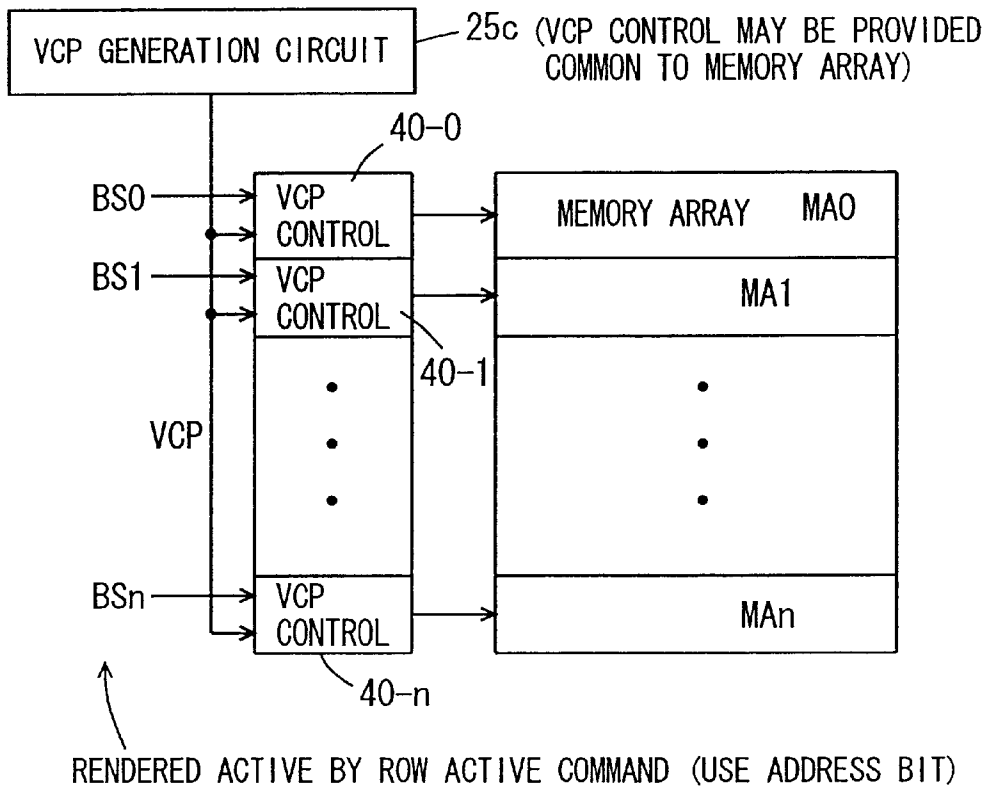 VCP GENERATION CIRCUIT
25c (VCP CONTROL MAY BE PROVIDED
COMMON TO MEMORY ARRAY)
40-0
BS0
VCP
CONTROL
MEMORY ARRAY MA0
BS1
VCP
CONTROL
MA1
40-1
VCP
BSn
VCP
CONTROL
MAn
40-n
RENDERED ACTIVE BY ROW ACTIVE COMMAND (USE ADDRESS BIT)